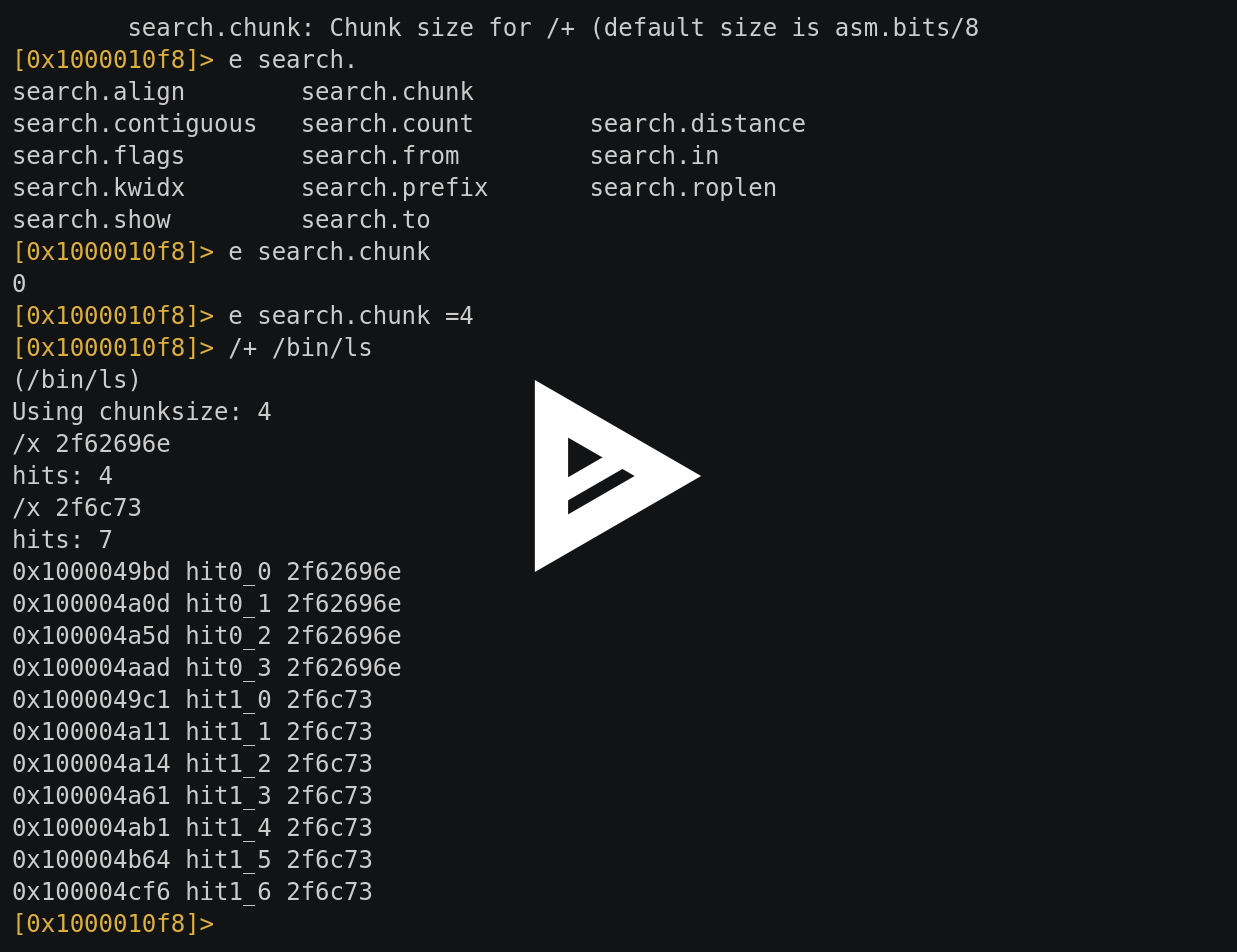 search.chunk: Chunk size for /+ (default size is asm.bits/8
[0x1000010f8]> e search.
search.align        search.chunk
search.contiguous   search.count        search.distance
search.flags        search.from         search.in
search.kwidx        search.prefix       search.roplen
search.show         search.to
[0x1000010f8]> e search.chunk
0
[0x1000010f8]> e search.chunk =4
[0x1000010f8]> /+ /bin/ls
(/bin/ls)
Using chunksize: 4
/x 2f62696e
hits: 4
/x 2f6c73
hits: 7
0x1000049bd hit0_0 2f62696e
0x100004a0d hit0_1 2f62696e
0x100004a5d hit0_2 2f62696e
0x100004aad hit0_3 2f62696e
0x1000049c1 hit1_0 2f6c73
0x100004a11 hit1_1 2f6c73
0x100004a14 hit1_2 2f6c73
0x100004a61 hit1_3 2f6c73
0x100004ab1 hit1_4 2f6c73
0x100004b64 hit1_5 2f6c73
0x100004cf6 hit1_6 2f6c73
[0x1000010f8]>